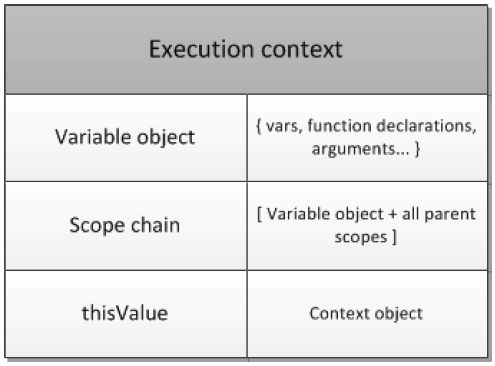 Execution context
Variable object
{ vars, function declarations,
arguments... }
Scope chain
[ Variable object + all parent
scopes ]
thisValue
Context object